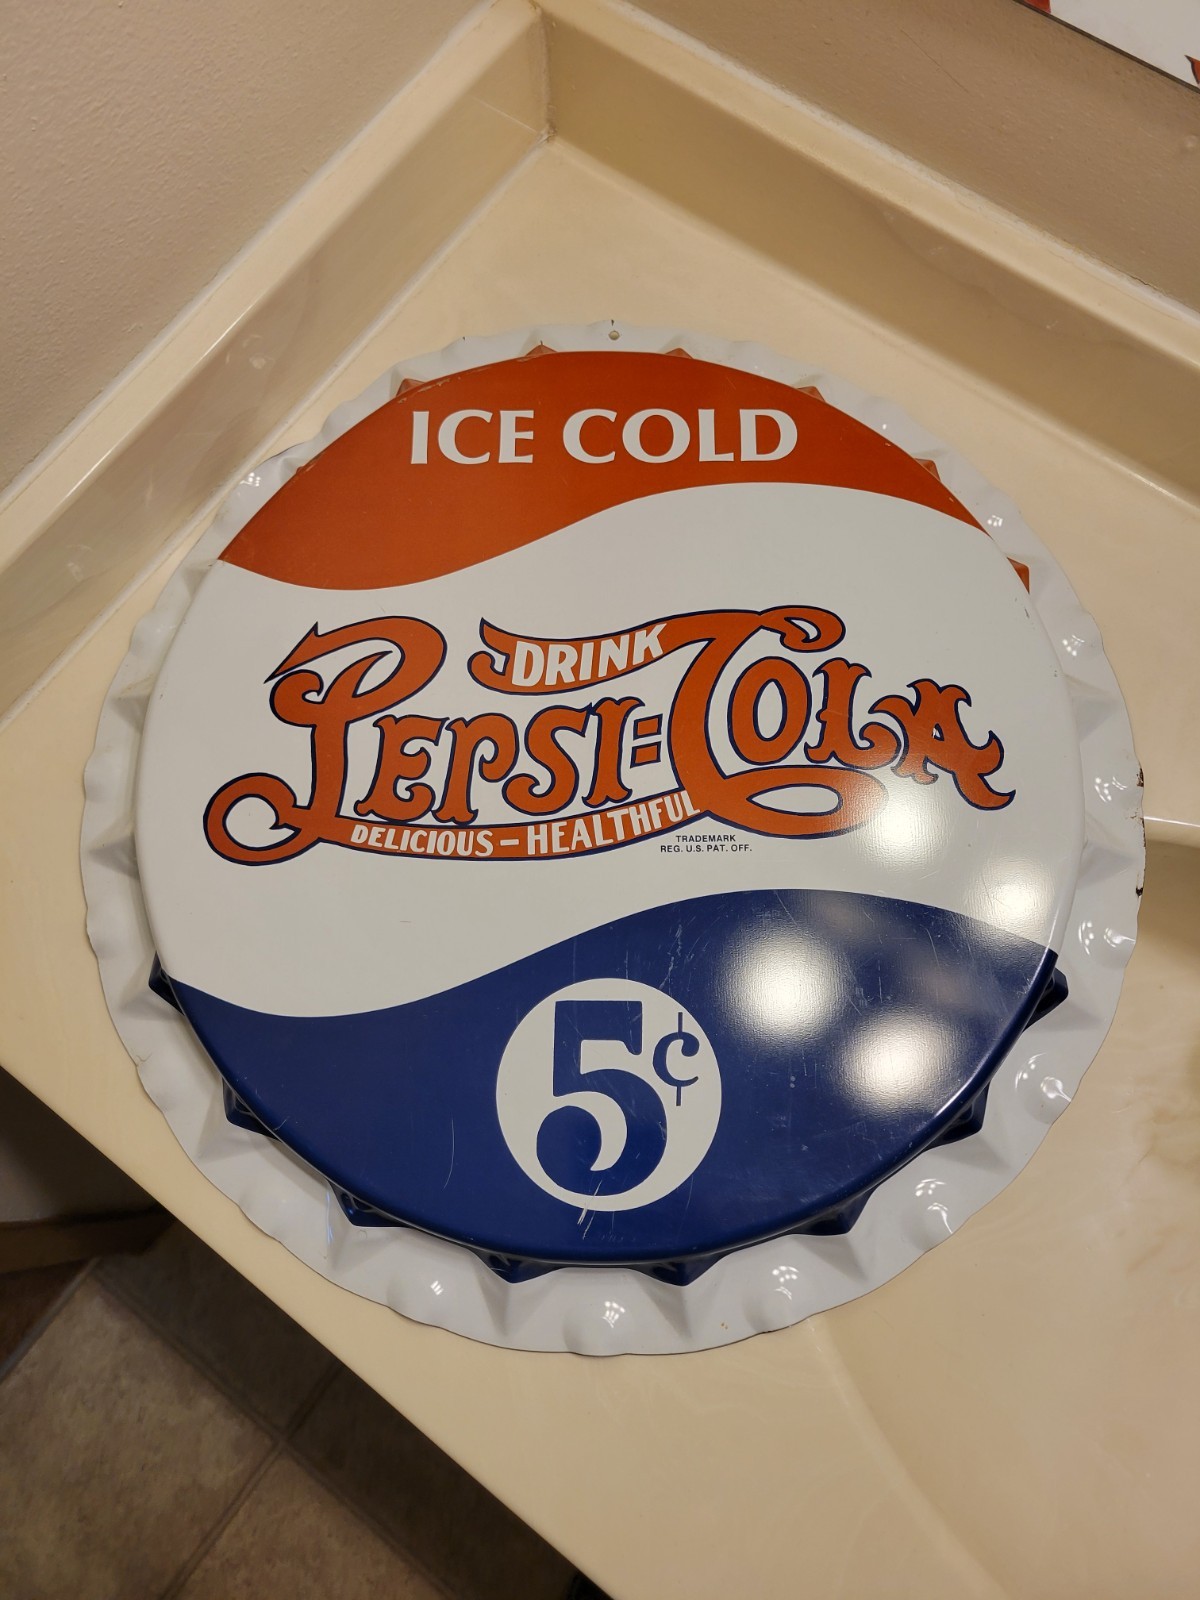 ICE COLD
DRINK
PEPSI=COLA
DELICIOUS-HEALTHFUL
TRADEMARK
REG. U.S. PAT. OFF.
5¢